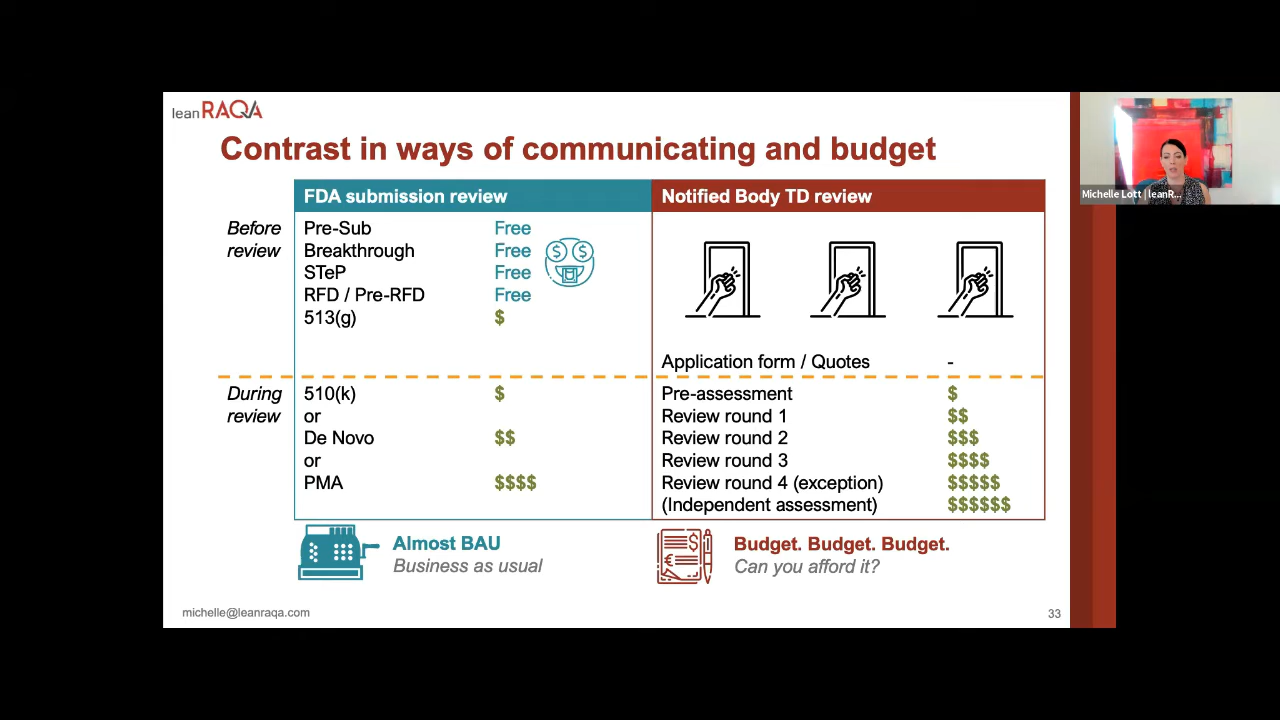 lean RAQA
Contrast in ways of communicating and budget
FDA submission review
Notified Body TD review
Before review
Pre-Sub Free
Breakthrough Free
STeP Free
RFD / Pre-RFD Free
513(g) $
$ $
Application form / Quotes -
During review
510(k) $
or
De Novo $$
or
PMA $$$$
Pre-assessment $
Review round 1 $$
Review round 2 $$$
Review round 3 $$$$
Review round 4 (exception) $$$$$
(Independent assessment) $$$$$$
Almost BAU
Business as usual
$
€
Budget. Budget. Budget.
Can you afford it?
michelle@leanraqa.com
33
Michelle Lott | leanR...